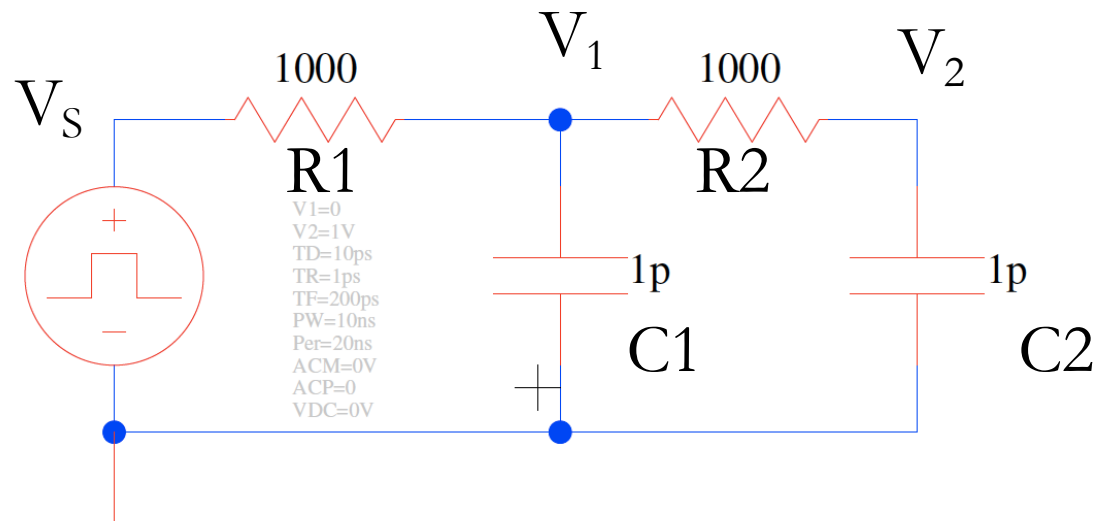 V1
V2
1000
1000
VS
R1
R2
V1=0
V2=1V
TD=10ps
TR=1ps
TF=200ps
PW=10ns
Per=20ns
ACM=0V
ACP=0
VDC=0V
1p
1p
C1
C2